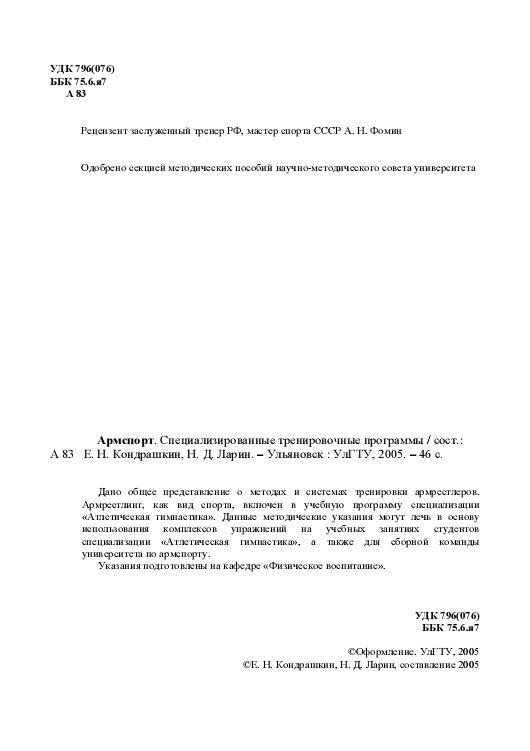 УДК 796(076)
ББК 75.6.я7
А 83
Рецензент заслуженный тренер РФ, мастер спорта СССР А. Н. Фомин
Одобрено секцией методических пособий научно-методического совета университета
Армспорт. Специализированные тренировочные программы / сост.:
А 83 Е. Н. Кондрашкин, Н. Д. Ларин. – Ульяновск : УлГТУ, 2005. – 46 с.
Дано общее представление о методах и системах тренировки армрестлеров.
Армрестлинг, как вид спорта, включен в учебную программу специализации
«Атлетическая гимнастика». Данные методические указания могут лечь в основу
использования комплексов упражнений на учебных занятиях студентов
специализации «Атлетическая гимнастика», а также для сборной команды
университета по армспорту.
Указания подготовлены на кафедре «Физическое воспитание».
УДК 796(076)
ББК 75.6.я7
©Оформление. УлГТУ, 2005
©Е. Н. Кондрашкин, Н. Д. Ларин, составление 2005